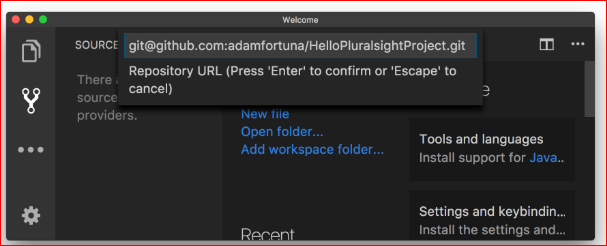 Welcome
SOURCE
git@github.com:adamfortuna/HelloPluralsightProject.git
Repository URL (Press 'Enter' to confirm or 'Escape' to
cancel)
There a
source
providers.
New file
Open folder...
Add workspace folder...
Recent
Tools and languages
Install support for Java..
Settings and keybindin...
Install the settings and...